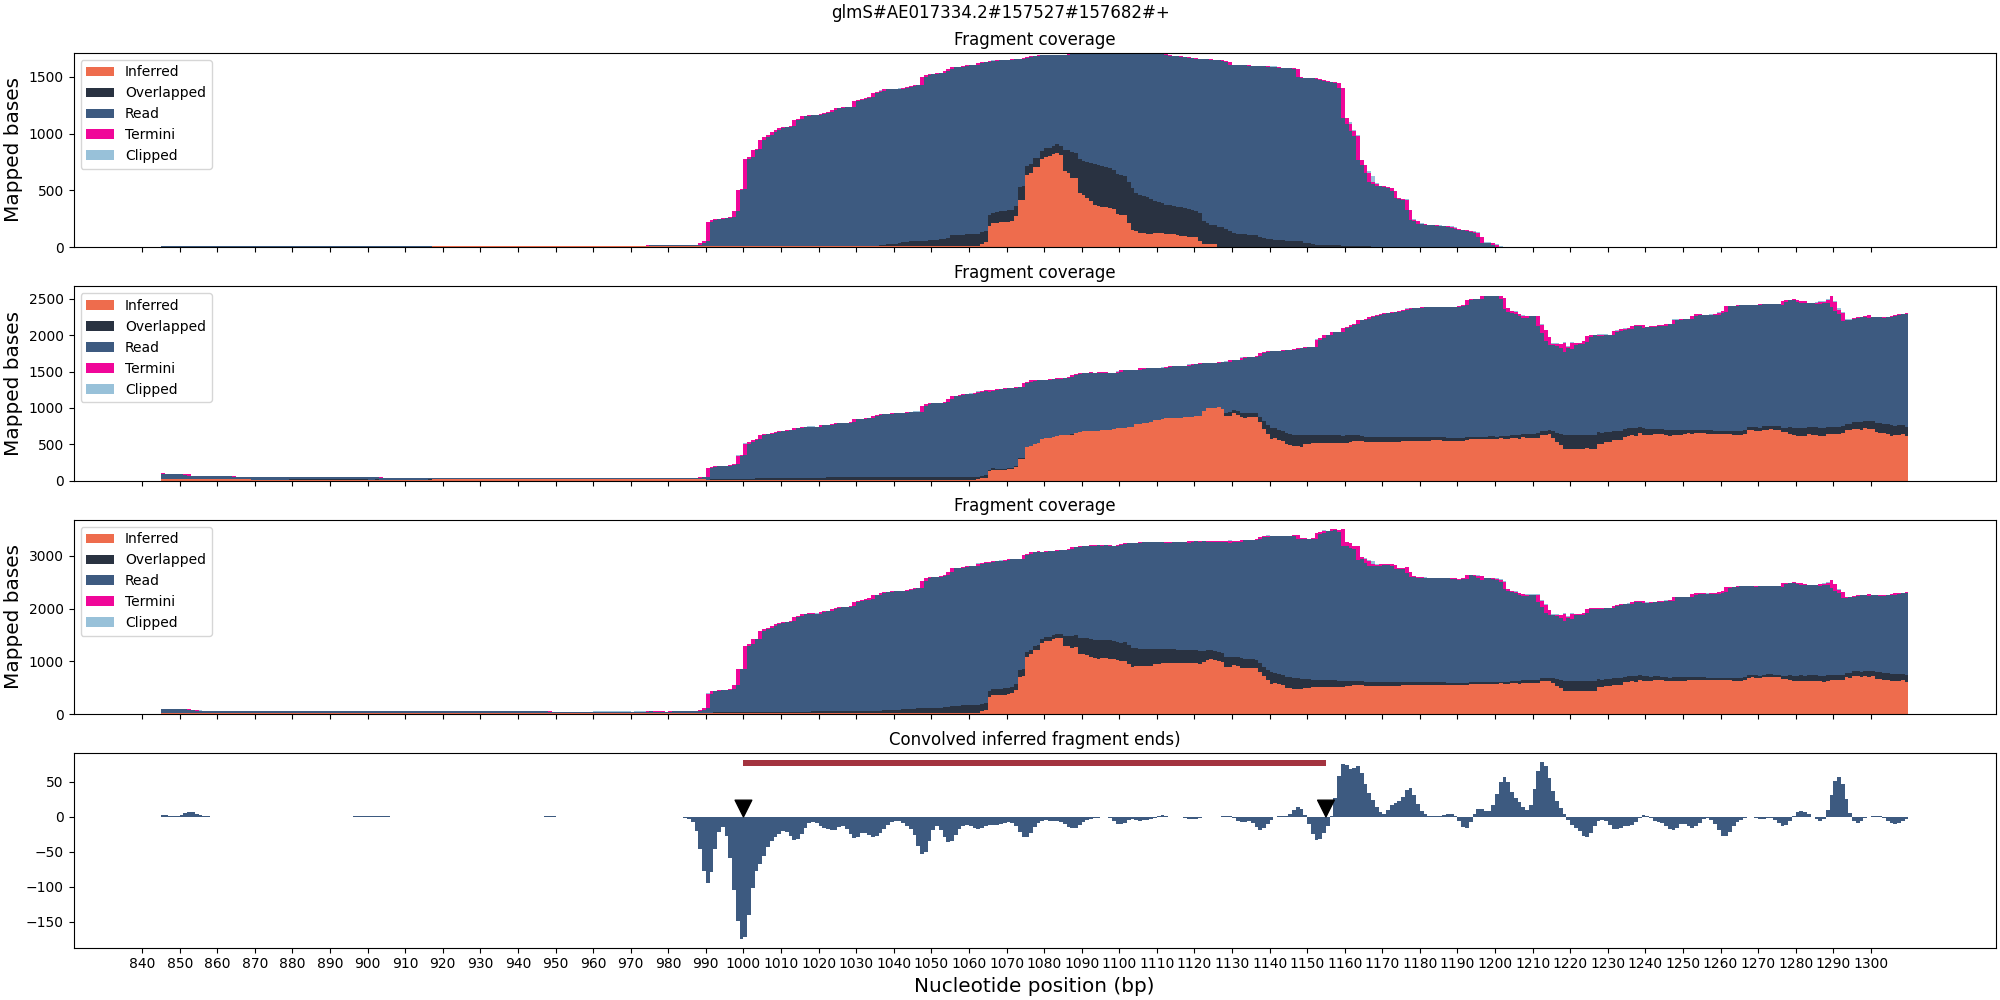 glmS#AE017334.2#157527#157682#+
Fragment coverage
Mapped bases
1500
1000
500
0
Inferred
Overlapped
Read
Termini
Clipped
Fragment coverage
Mapped bases
2500
2000
1500
1000
500
0
Inferred
Overlapped
Read
Termini
Clipped
Fragment coverage
Mapped bases
3000
2000
1000
0
Inferred
Overlapped
Read
Termini
Clipped
Convolved inferred fragment ends)
50
0
−50
−100
−150
840 850 860 870 880 890 900 910 920 930 940 950 960 970 980 990 1000 1010 1020 1030 1040 1050 1060 1070 1080 1090 1100 1110 1120 1130 1140 1150 1160 1170 1180 1190 1200 1210 1220 1230 1240 1250 1260 1270 1280 1290 1300
Nucleotide position (bp)